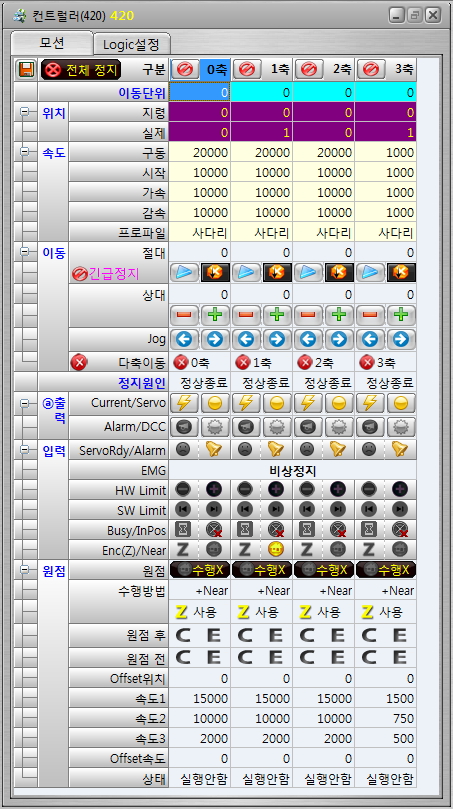 컨트럴러(420) 420
모션 Logic설정
전체 정지 구분 0축 1축 2축 3축
이동단위 0 0 0 0
위치 지령 0 0 0 0
실제 0 1 0 1
속도 구동 20000 20000 20000 1000
시작 10000 10000 10000 1000
가속 10000 10000 10000 1000
감속 10000 10000 10000 1000
프로파일 사다리 사다리 사다리 사다리
이동 절대 0 0 0 0
긴급정지
상대 0 0 0 0
Jog
다축이동 0축 1축 2축 3축
정지원인 정상종료 정상종료 정상종료 정상종료
@출력 Current/Servo
Alarm/DCC
입력 ServoRdy/Alarm
EMG 비상정지
HW Limit
SW Limit
Busy/InPos
Enc(Z)/Near Z Z Z Z
원점 원점 수행X 수행X 수행X 수행X
수행방법 +Near +Near +Near +Near
Z 사용 Z 사용 Z 사용 Z 사용
원점 후 C E C E C E C E
원점 전 C E C E C E C E
Offset위치 0 0 0 0
속도1 15000 15000 15000 1500
속도2 10000 10000 10000 750
속도3 2000 2000 2000 500
Offset속도 0 0 0 0
상태 실행안함 실행안함 실행안함 실행안함